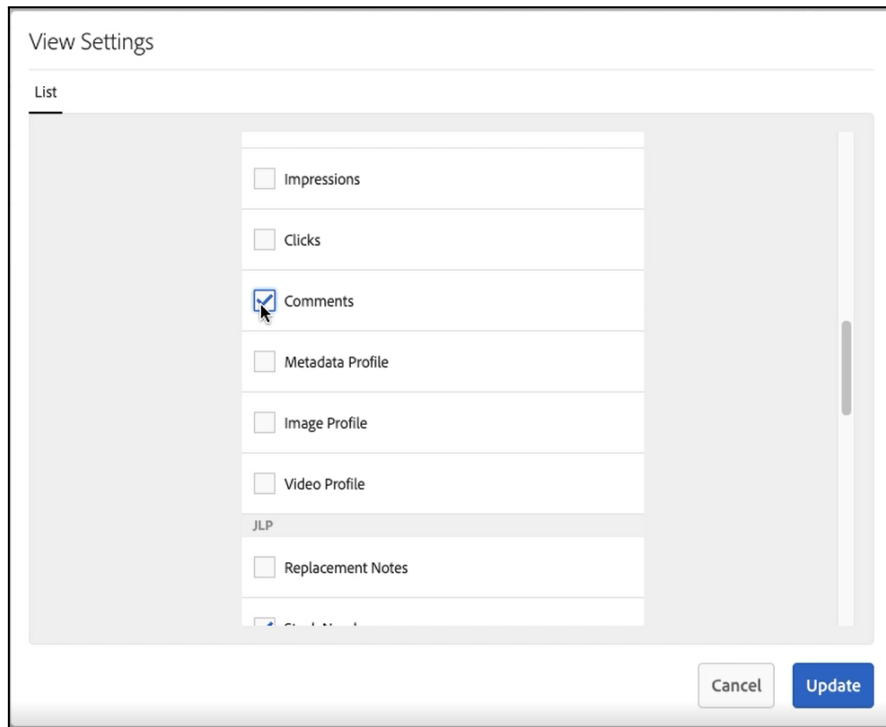 View Settings
List
Impressions
Clicks
Comments
Metadata Profile
Image Profile
Video Profile
JLP
Replacement Notes
Cancel
Update